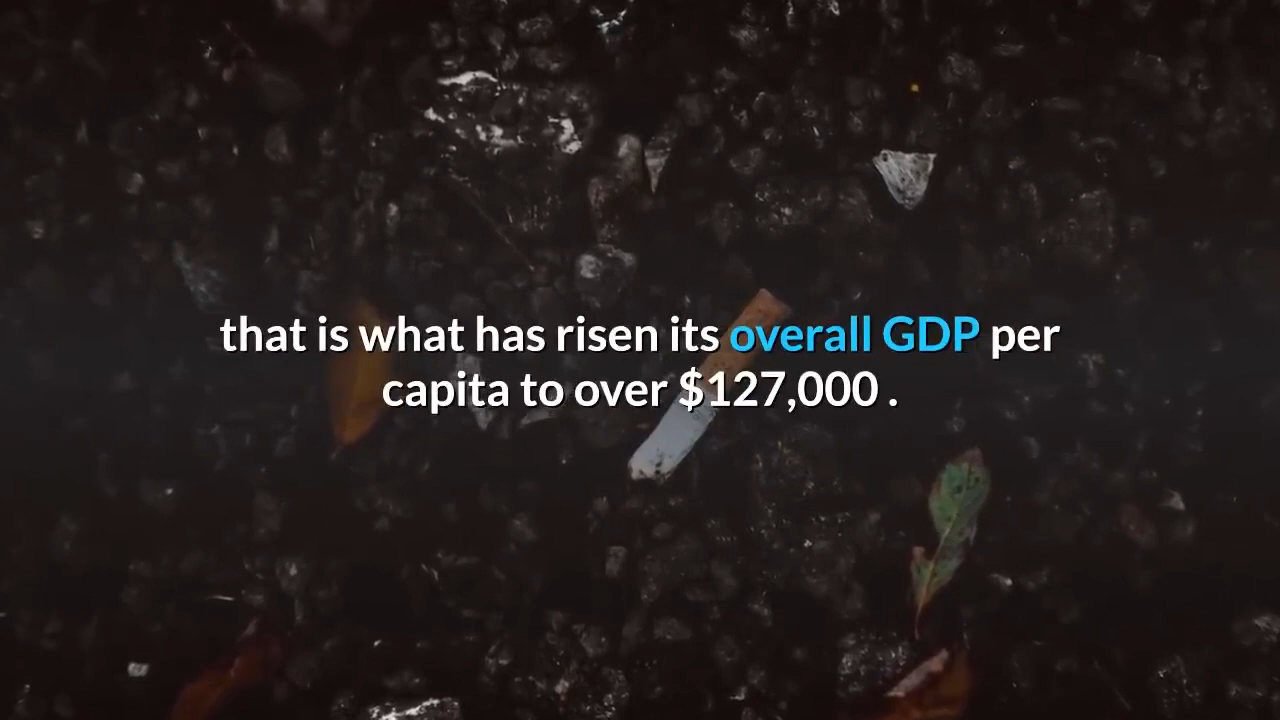 that is what has risen its overall GDP per
capita to over $127,000 .